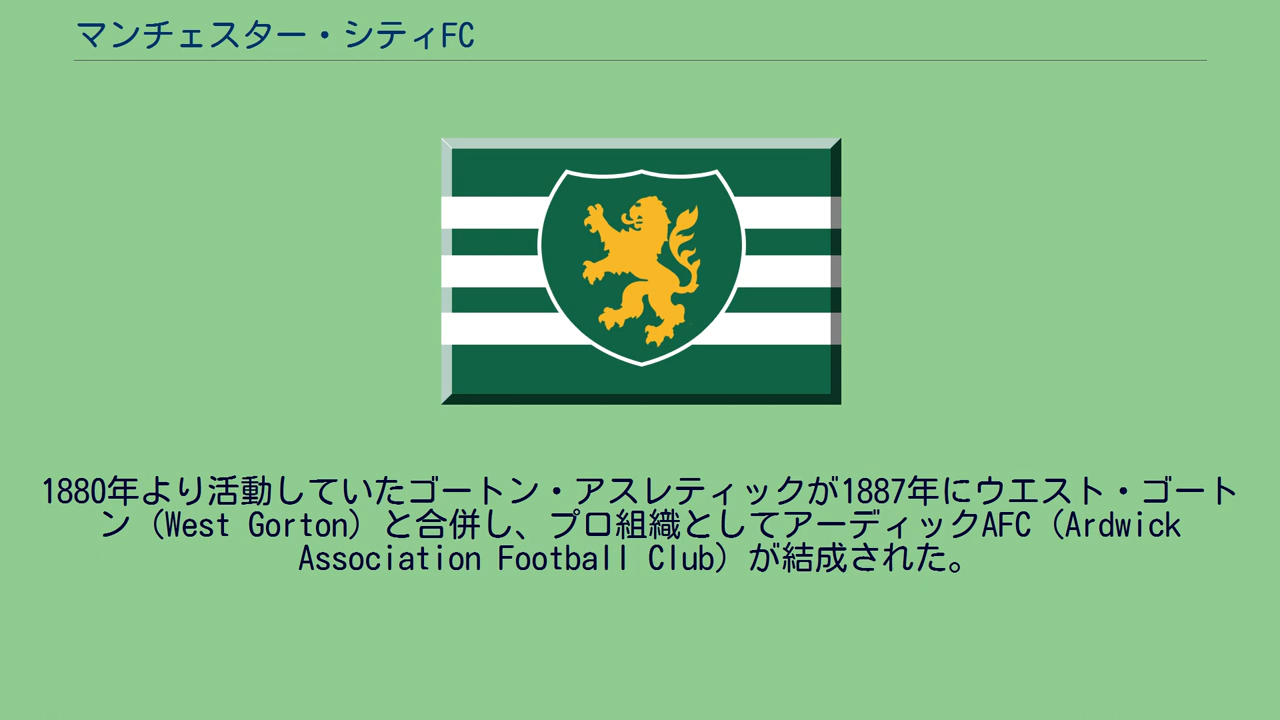 マンチェスター・シティFC
1880年より活動していたゴートン・アスレティックが1887年にウエスト・ゴート
ン（West Gorton）と合併し、プロ組織としてアーディックAFC（Ardwick
Association Football Club）が結成された。